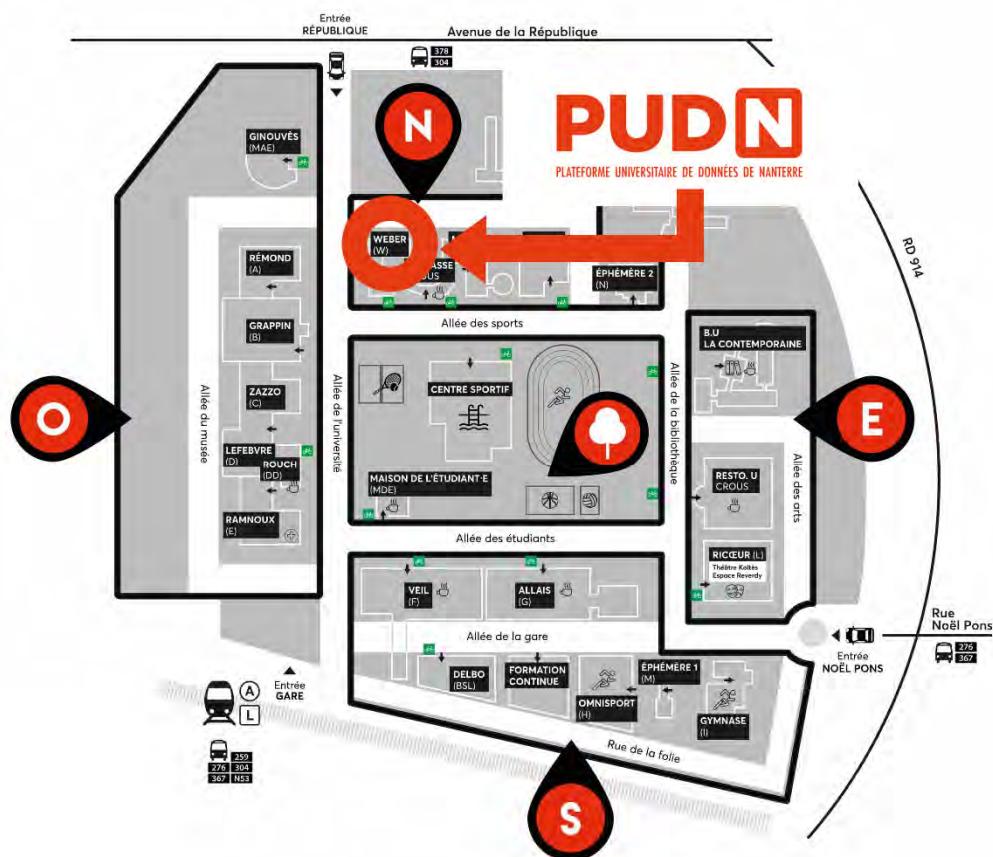 Entrée
RÉPUBLIQUE
Avenue de la République
378
304
N
PUDN
PLATEFORME UNIVERSITAIRE DE DONNÉES DE NANTERRE
GINOUVÉS
(MAE)
WEBER
(W)
RÉMOND
(A)
ÉPHÉMÈRE 2
(N)
RD 914
GRAPPIN
(B)
Allée des sports
B.U
LA CONTEMPORAINE
ZAZZO
(C)
CENTRE SPORTIF
O
E
Allée du musée
Allée de l'université
Allée de la bibliothèque
Allée des arts
LEFEBVRE
(D)
ROUCH
(DD)
MAISON DE L'ÉTUDIANT·E
(MDE)
RESTO. U
CROUS
RAMNOUX
(E)
Allée des étudiants
RICŒUR (L)
Théâtre Koltès
Espace Reverdy
VEIL
(F)
ALLAIS
(G)
Rue
Noël Pons
276
367
Allée de la gare
Entrée
NOËL PONS
DELBO
(BSL)
FORMATION
CONTINUE
OMNISPORT
(H)
ÉPHÉMÈRE 1
(M)
GYMNASE
(I)
Entrée
GARE
A
L
Rue de la folie
259
276 304
367 N53
S